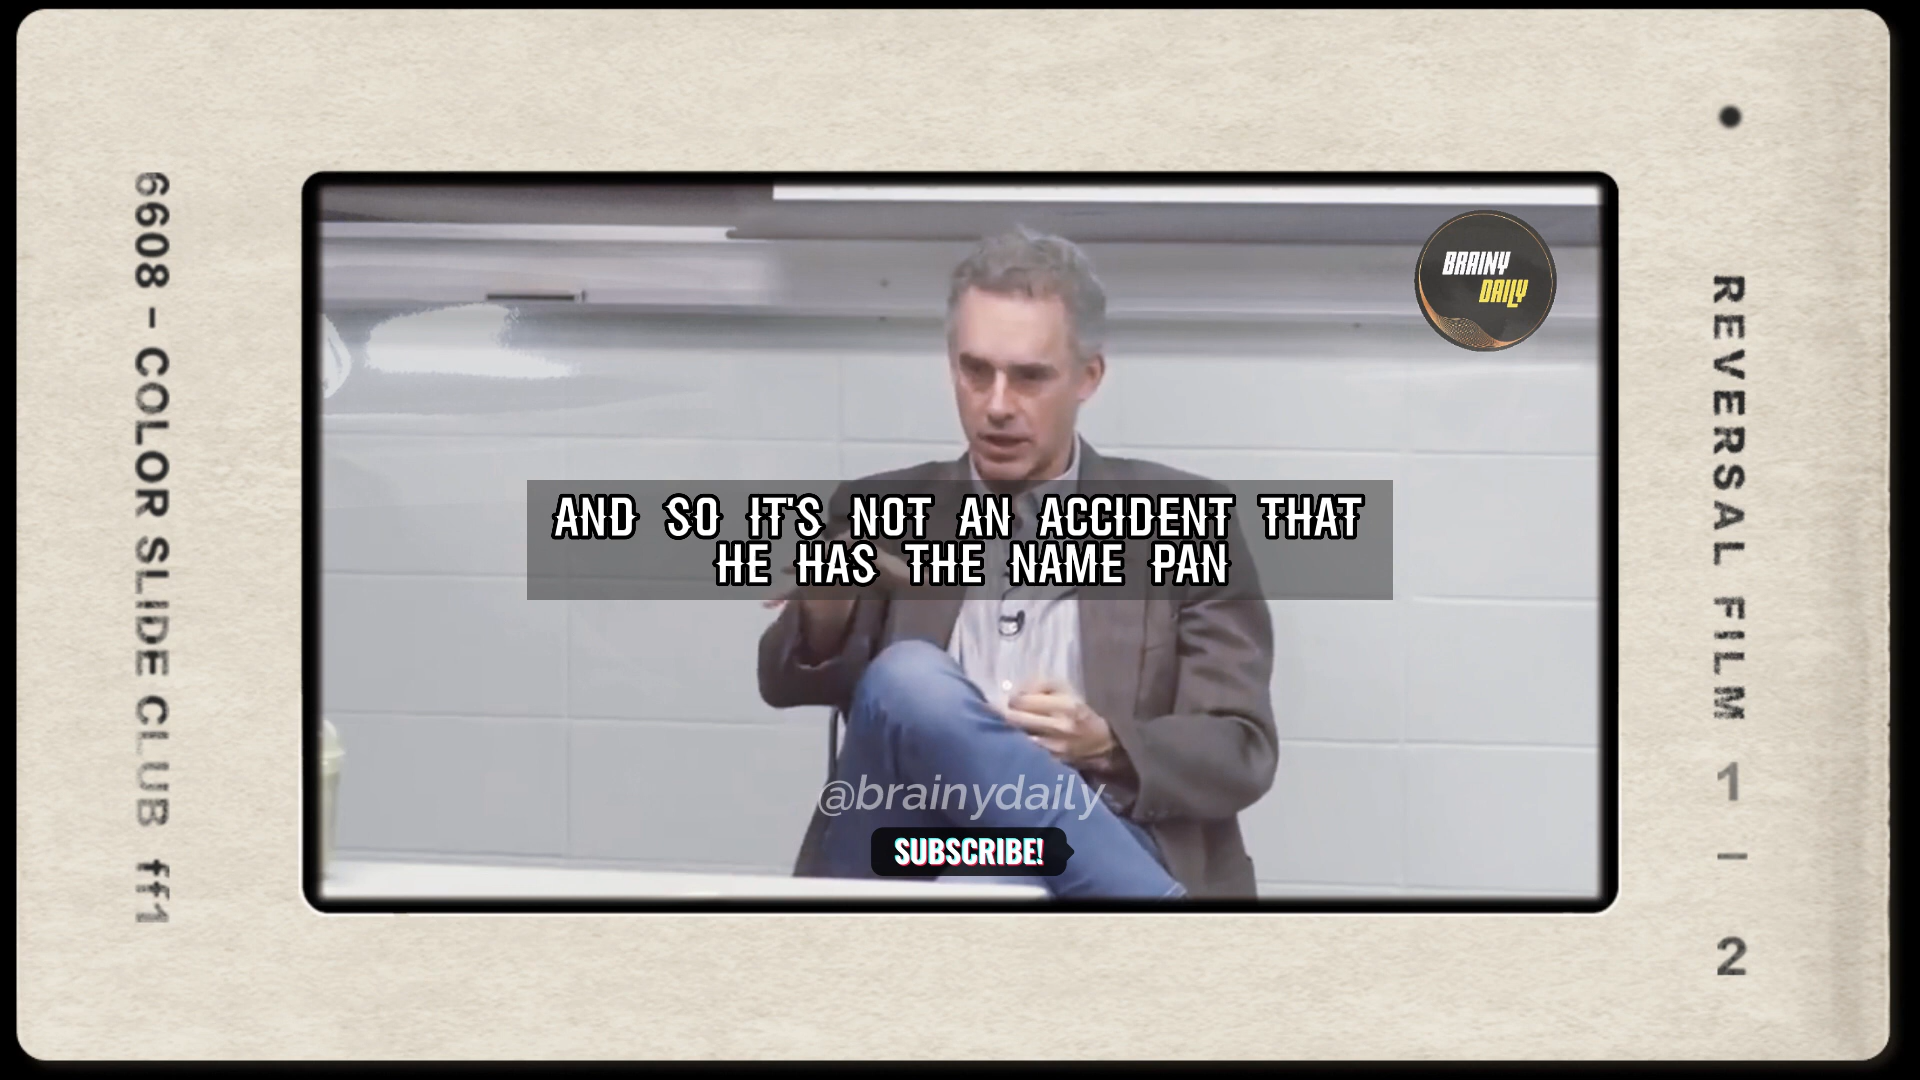 6608 - COLOR SLIDE CLUB ff1
BRAINY
DAILY
AND SO IT'S NOT AN ACCIDENT THAT
HE HAS THE NAME PAN
@brainydaily
SUBSCRIBE!
REVERSAL FILM 1 - 2